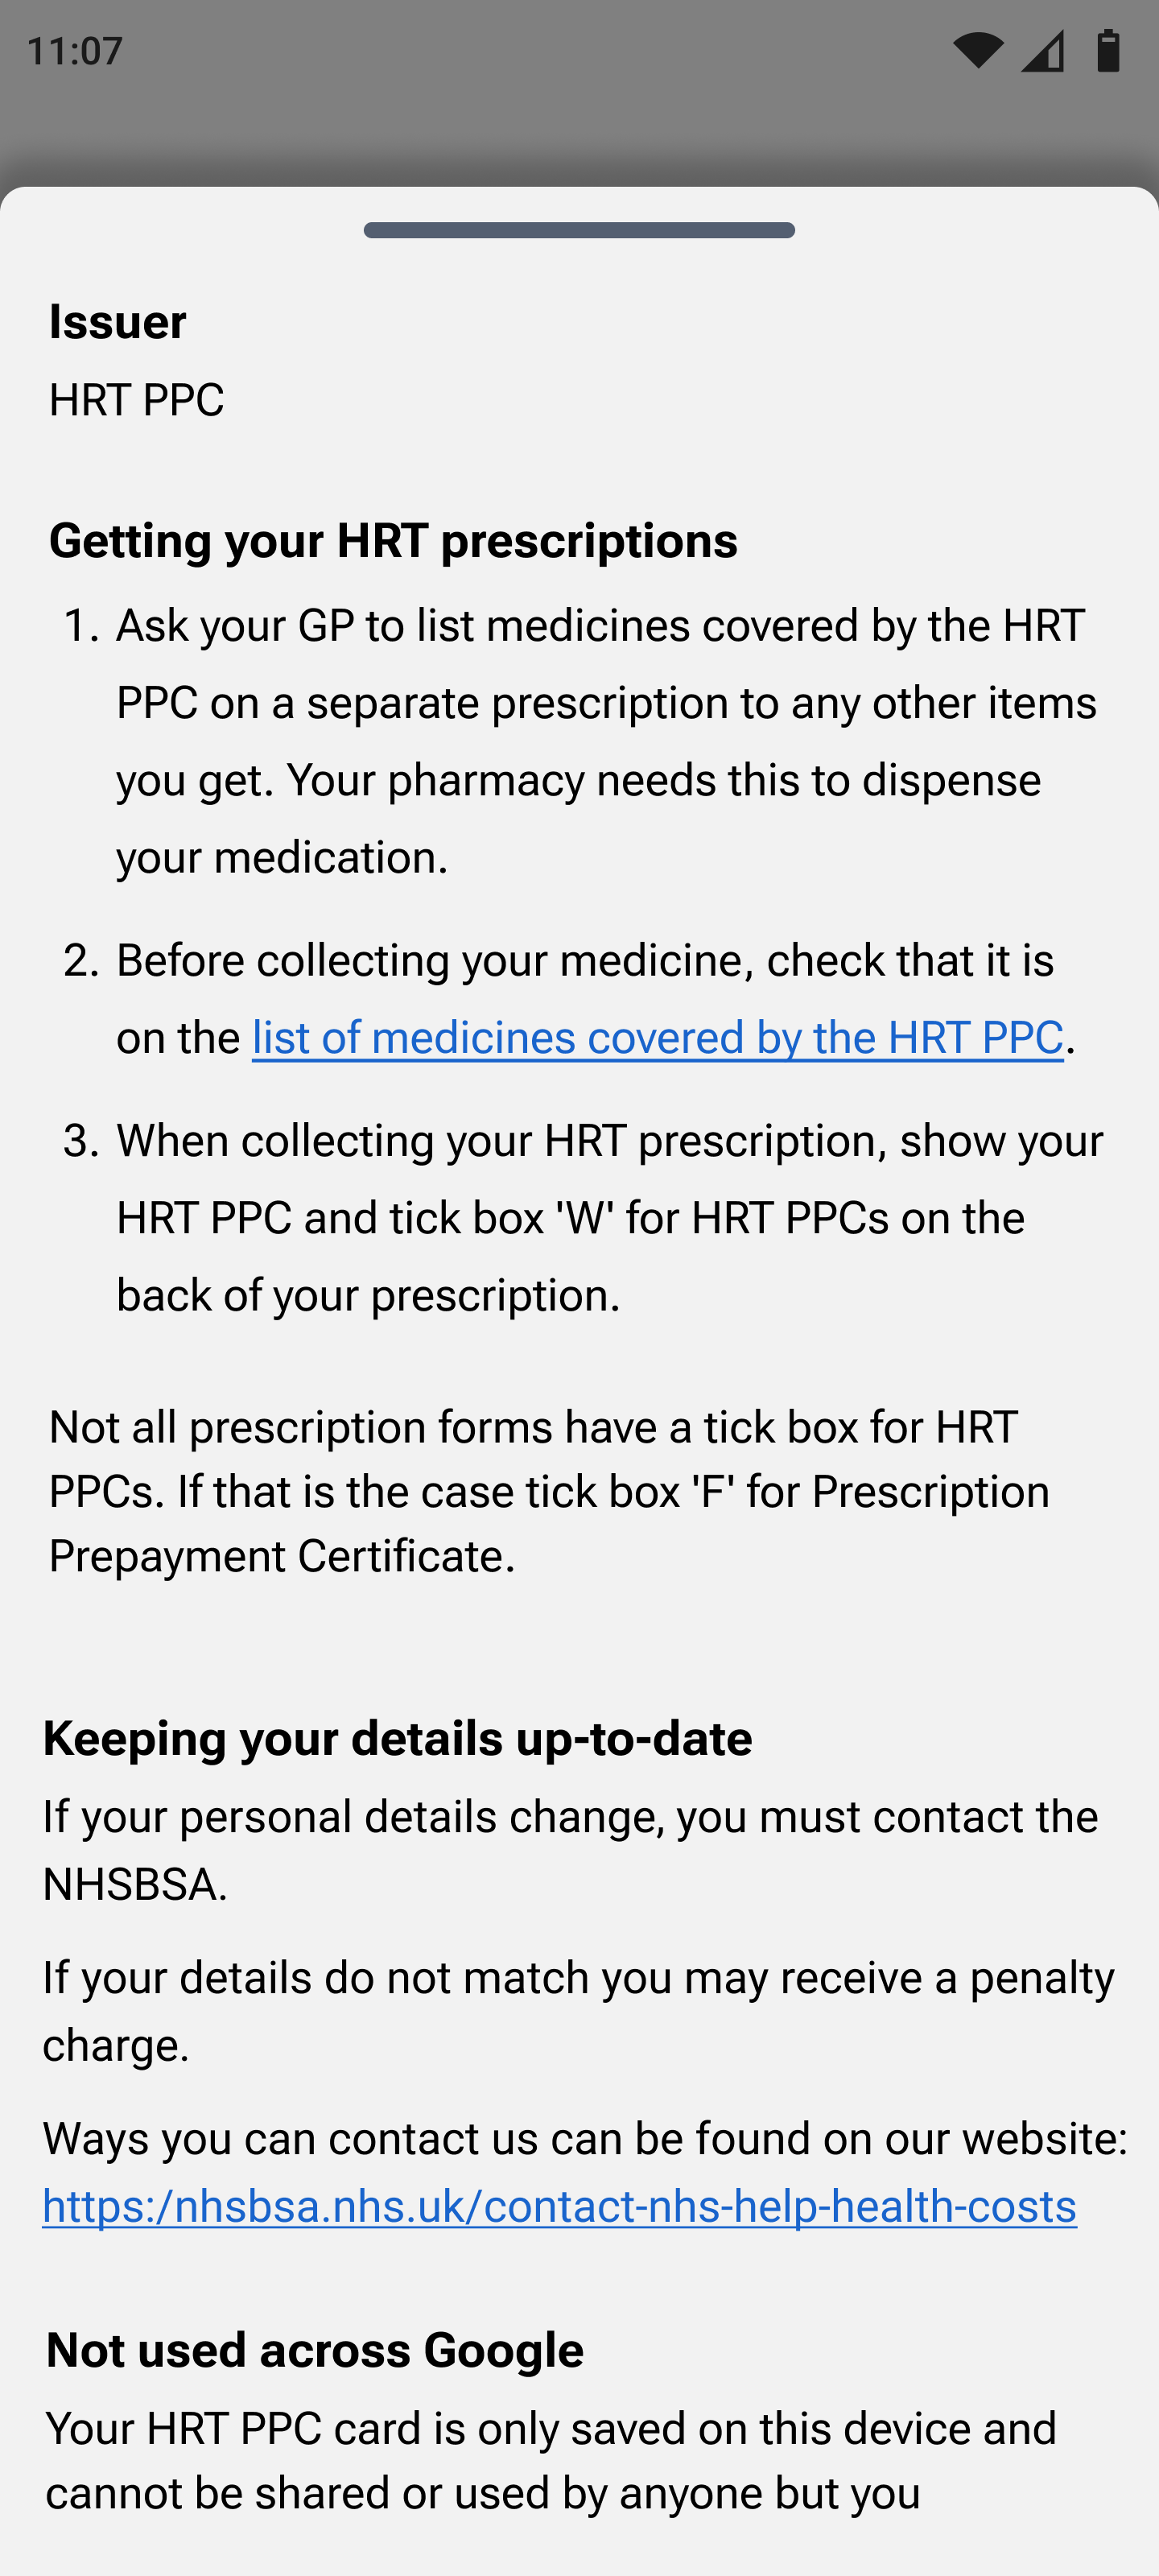 11:07
Issuer
HRT PPC
Getting your HRT prescriptions
1. Ask your GP to list medicines covered by the HRT
PPC on a separate prescription to any other items
you get. Your pharmacy needs this to dispense
your medication.
2. Before collecting your medicine, check that it is
on the list of medicines covered by the HRT PPC.
3. When collecting your HRT prescription, show your
HRT PPC and tick box 'W' for HRT PPCs on the
back of your prescription.
Not all prescription forms have a tick box for HRT
PPCs. If that is the case tick box 'F' for Prescription
Prepayment Certificate.
Keeping your details up-to-date
If your personal details change, you must contact the
NHSBSA.
If your details do not match you may receive a penalty
charge.
Ways you can contact us can be found on our website:
https:/nhsbsa.nhs.uk/contact-nhs-help-health-costs
Not used across Google
Your HRT PPC card is only saved on this device and
cannot be shared or used by anyone but you